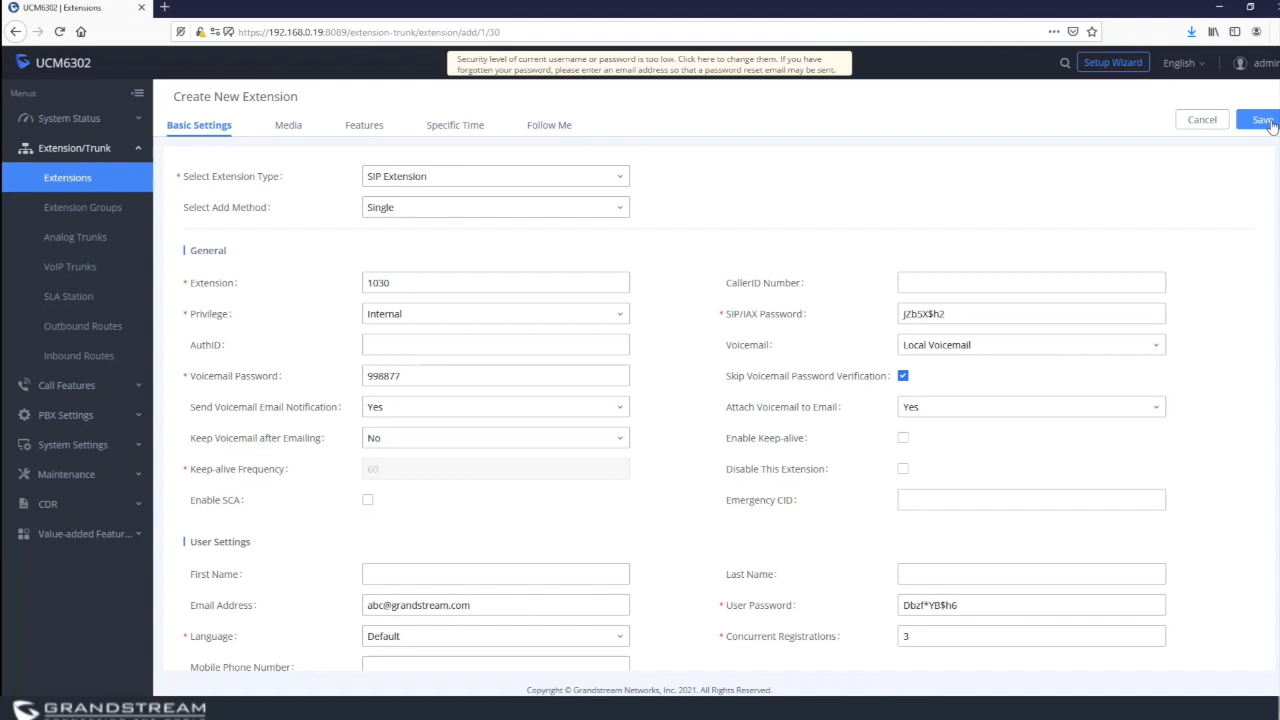 UCM6302 | Extensions
https://192.168.0.19:8089/extension-trunk/extension/add/1/30
UCM6302
Security level of current username or password is too low. Click here to change them. If you have
forgotten your password, please enter an email address so that a password reset email may be sent.
Setup Wizard
English
admin
Menus
System Status
Extension/Trunk
Extensions
Extension Groups
Analog Trunks
VoIP Trunks
SLA Station
Outbound Routes
Inbound Routes
Call Features
PBX Settings
System Settings
Maintenance
CDR
Value-added Featur...
Create New Extension
Basic Settings Media Features Specific Time Follow Me
Cancel Save
* Select Extension Type: SIP Extension
Select Add Method: Single
General
* Extension: 1030 CallerID Number:
* Privilege: Internal * SIP/IAX Password: JZb5X$h2
AuthID: Voicemail: Local Voicemail
* Voicemail Password: 998877 Skip Voicemail Password Verification:
Send Voicemail Email Notification: Yes Attach Voicemail to Email: Yes
Keep Voicemail after Emailing: No Enable Keep-alive:
* Keep-alive Frequency: 60 Disable This Extension:
Enable SCA: Emergency CID:
User Settings
First Name: Last Name:
Email Address: abc@grandstream.com * User Password: Dbzf*YB$h6
* Language: Default * Concurrent Registrations: 3
Mobile Phone Number:
Copyright © Grandstream Networks, Inc. 2021. All Rights Reserved.
GRANDSTREAM